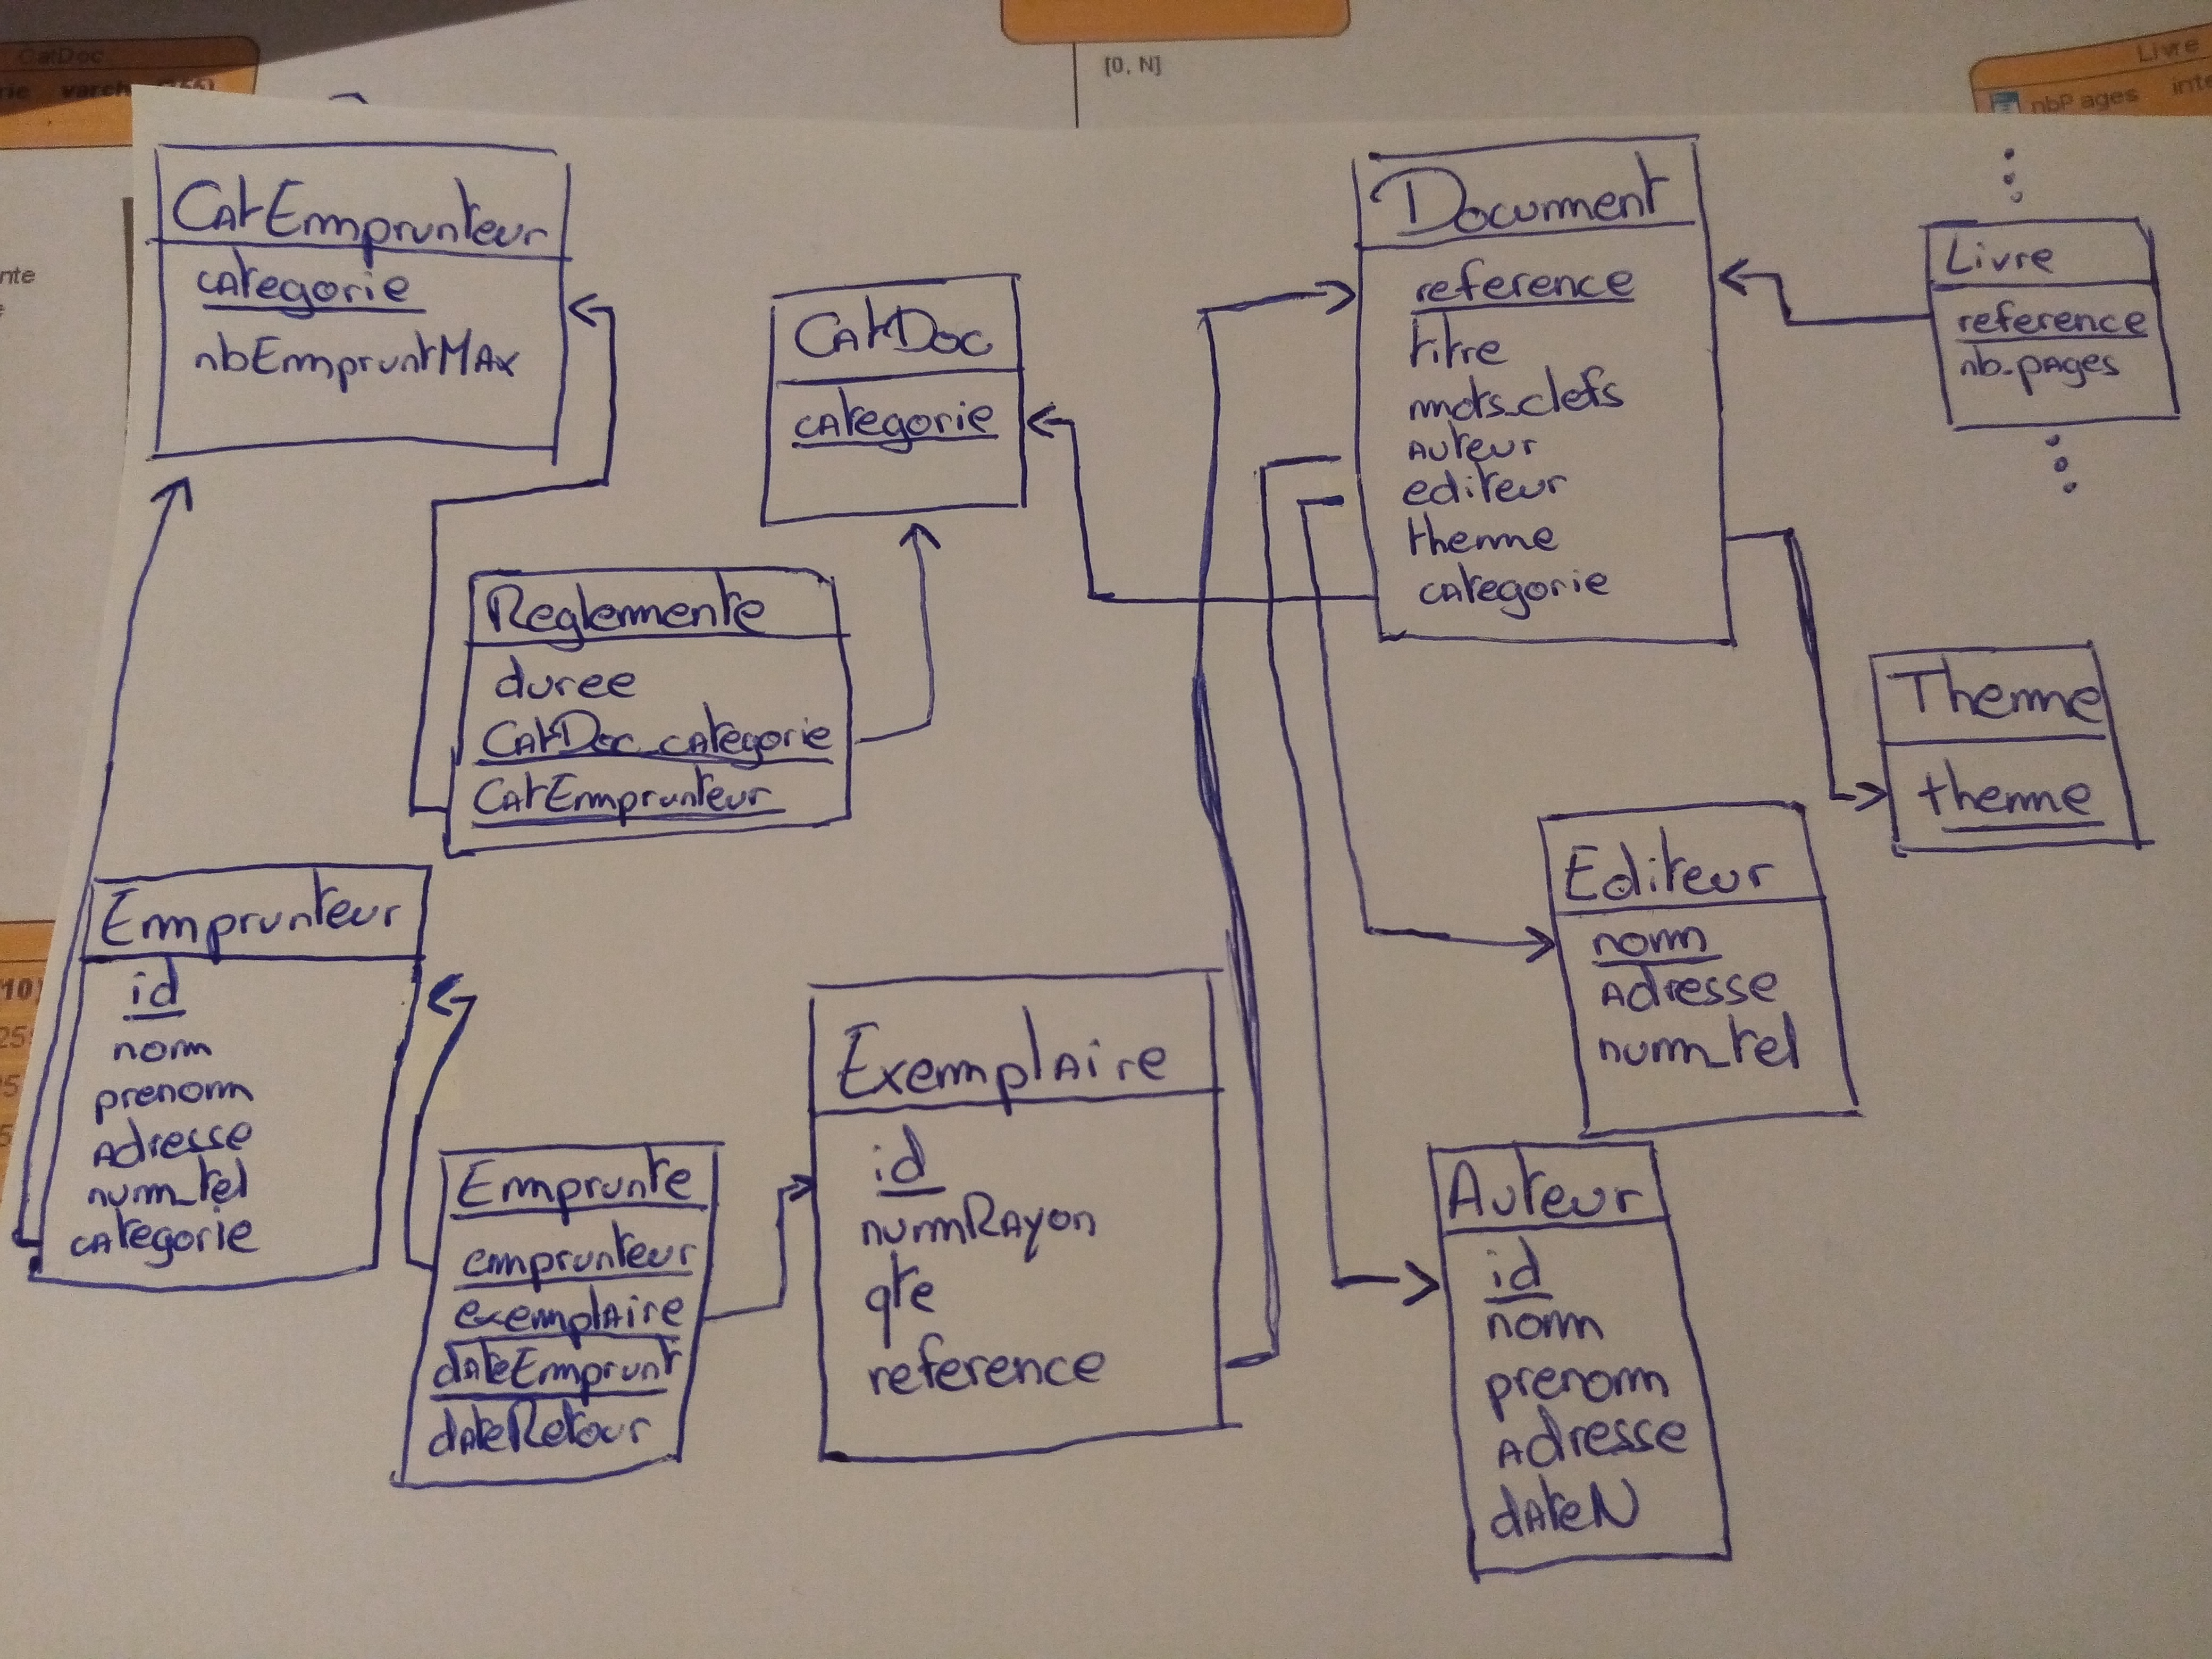 CatDoc
[0, N]
Livre
nbPages
nte
CatEmprunteur
categorie
nbEmpruntMax
CatDoc
categorie
Document
reference
titre
mots_clefs
auteur
editeur
theme
categorie
Livre
reference
nb_pages
Reglemente
duree
CatDoc_categorie
CatEmprunteur
Theme
theme
Editeur
nom
adresse
num_tel
Emprunteur
id
nom
prenom
adresse
num_tel
categorie
Emprunte
emprunteur
exemplaire
dateEmprunt
dateRetour
Exemplaire
id
numRayon
qte
reference
Auteur
id
nom
prenom
adresse
dateN
10)